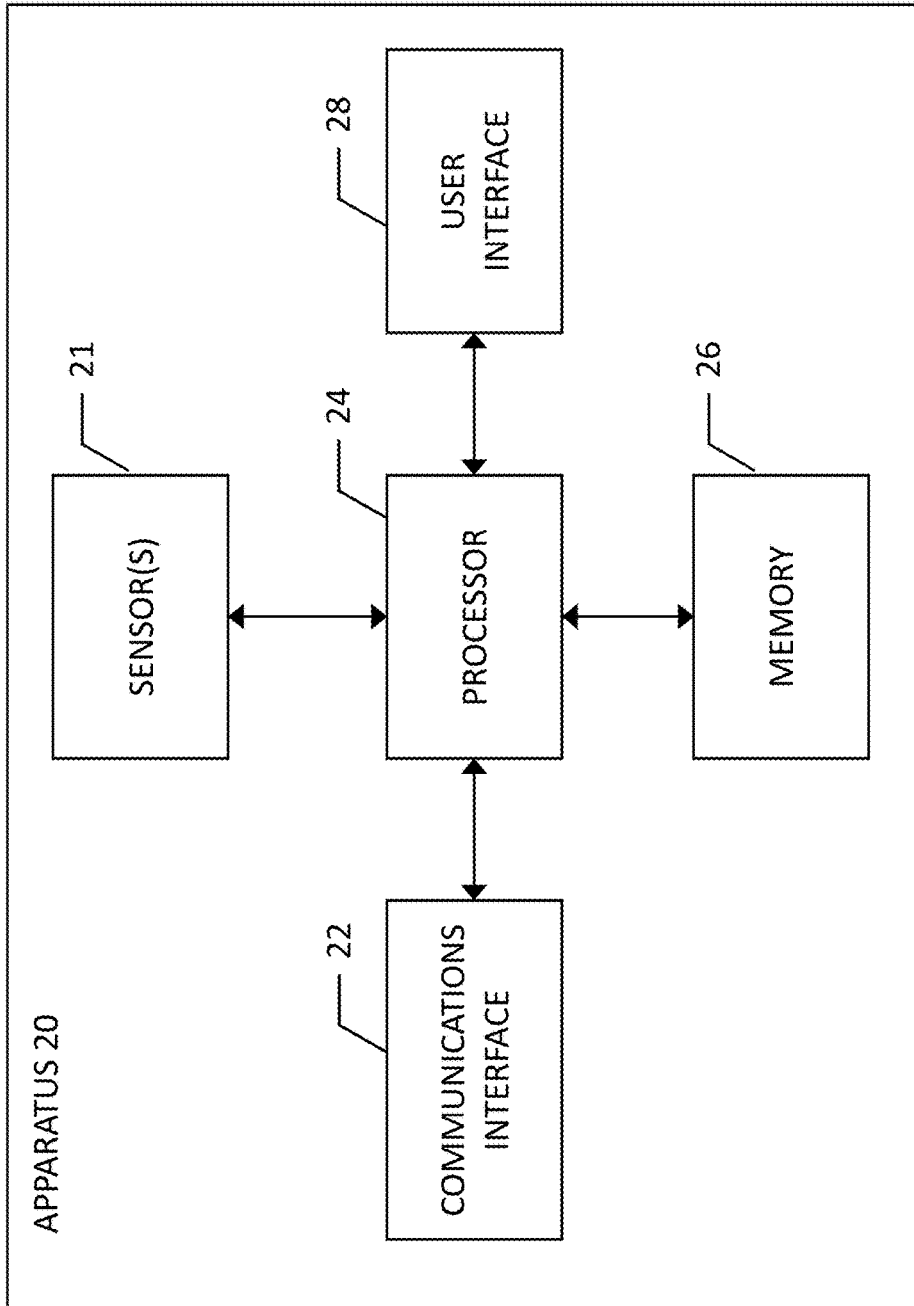 APPARATUS 20
SENSOR(S)
21
COMMUNICATIONS
INTERFACE
22
PROCESSOR
24
USER
INTERFACE
28
MEMORY
26